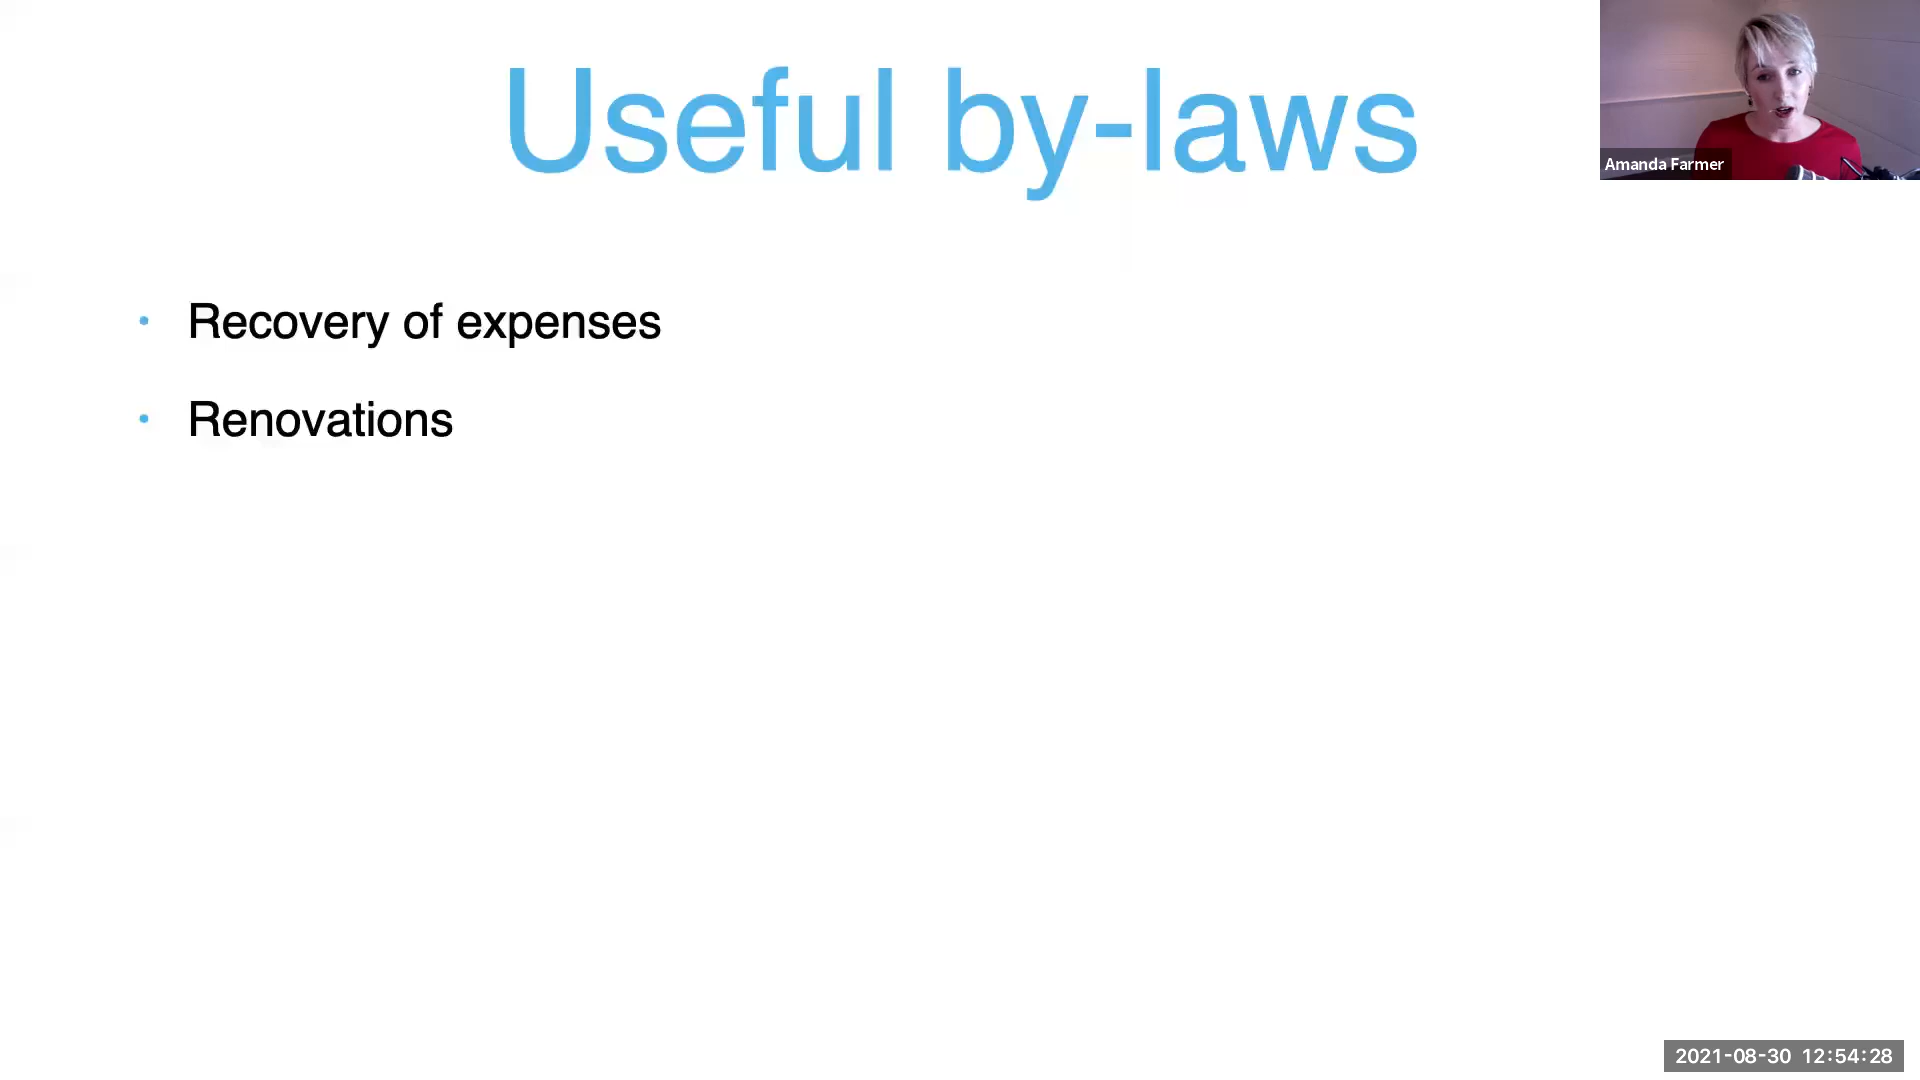 Useful by-laws
Amanda Farmer
• Recovery of expenses
• Renovations
2021-08-30 12:54:28